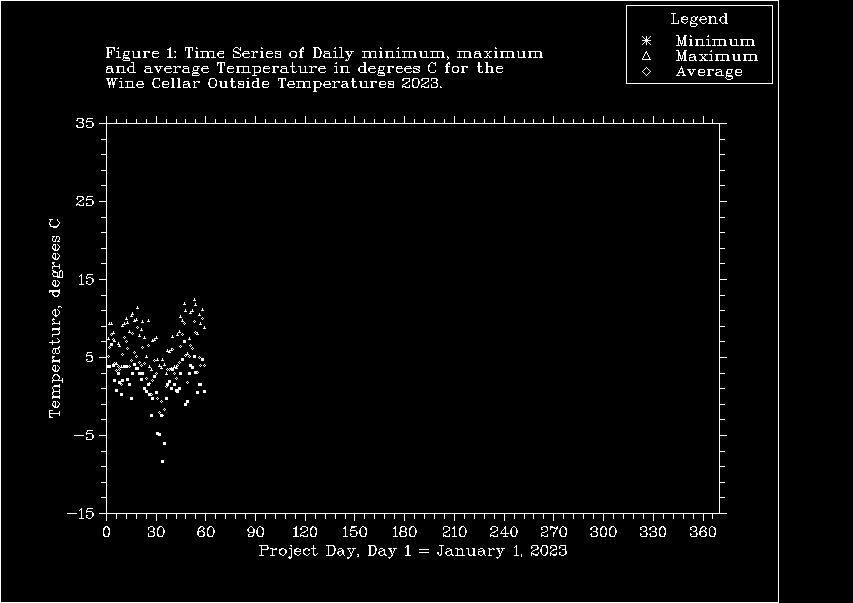 Legend
Minimum
Maximum
Average
Figure 1: Time Series of Daily minimum, maximum
and average Temperature in degrees C for the
Wine Cellar Outside Temperatures 2023.
35
25
15
5
−5
−15
Temperature, degrees C
0 30 60 90 120 150 180 210 240 270 300 330 360
Project Day, Day 1 = January 1, 2023